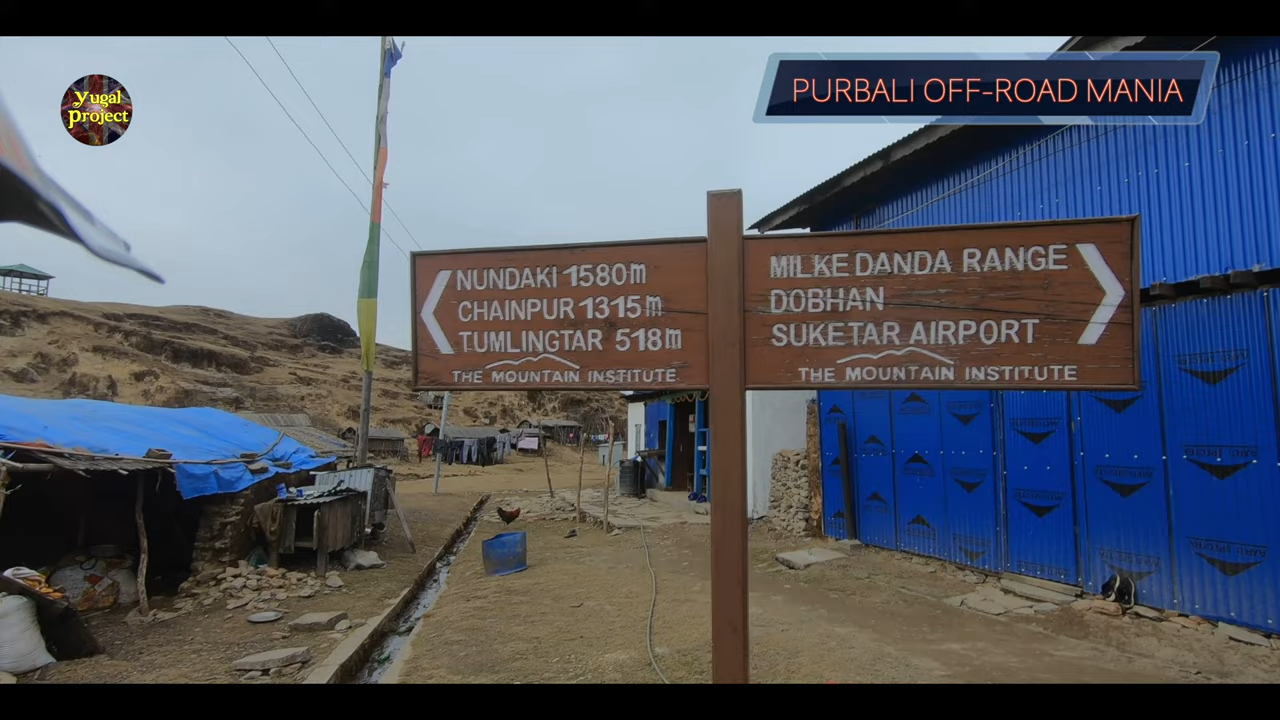 Yugal
Project
PURBALI OFF-ROAD MANIA
NUNDAKI 1580m
CHAINPUR 1315m
TUMLINGTAR 518m
THE MOUNTAIN INSTITUTE
MILKE DANDA RANGE
DOBHAN
SUKETAR AIRPORT
THE MOUNTAIN INSTITUTE